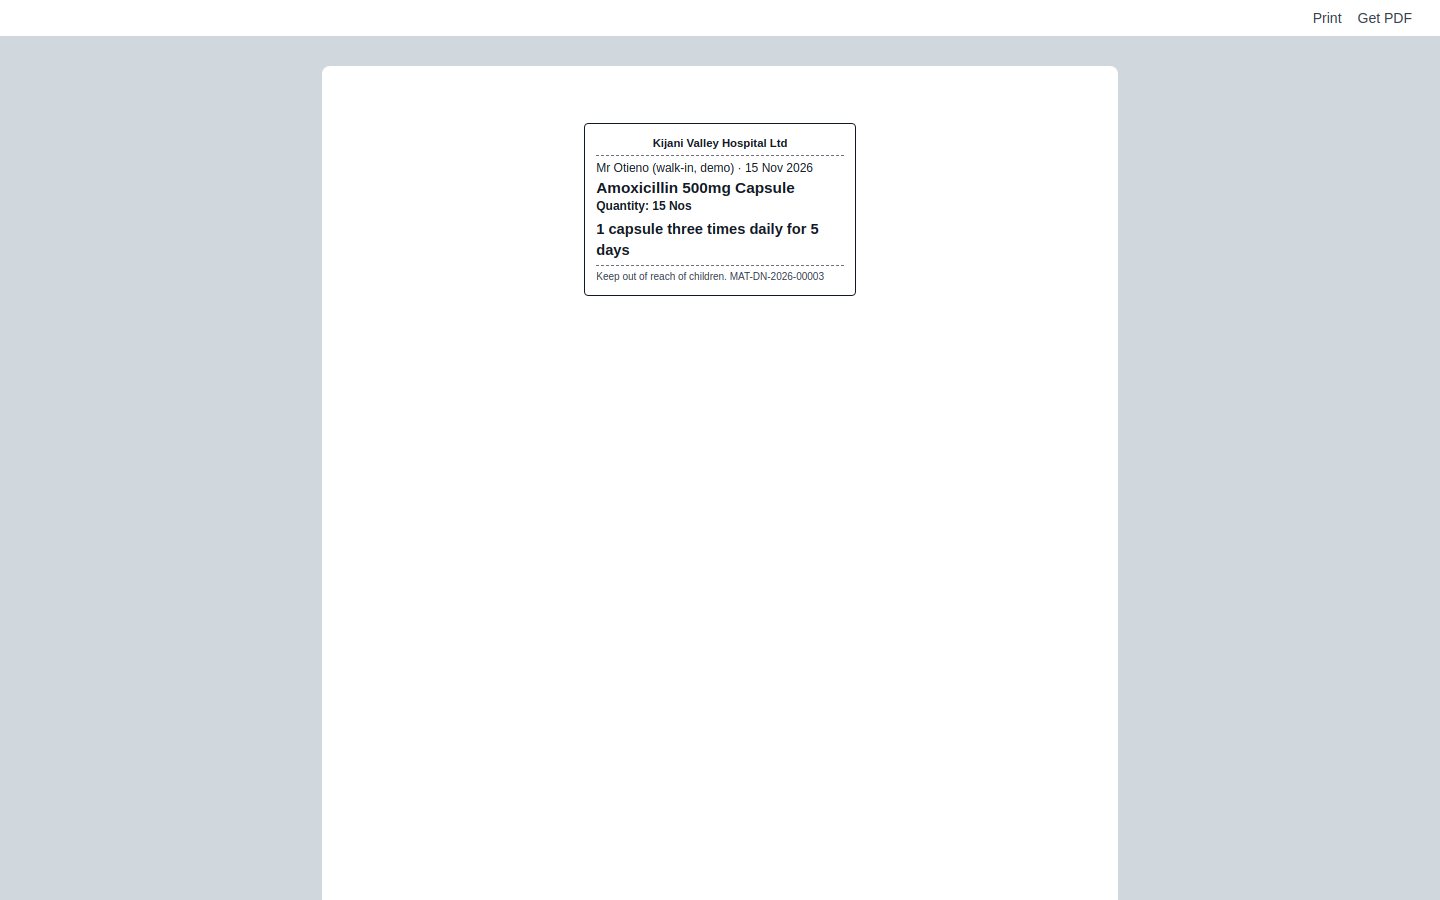 Print Get PDF
Kijani Valley Hospital Ltd
Mr Otieno (walk-in, demo) · 15 Nov 2026
Amoxicillin 500mg Capsule
Quantity: 15 Nos
1 capsule three times daily for 5
days
Keep out of reach of children. MAT-DN-2026-00003